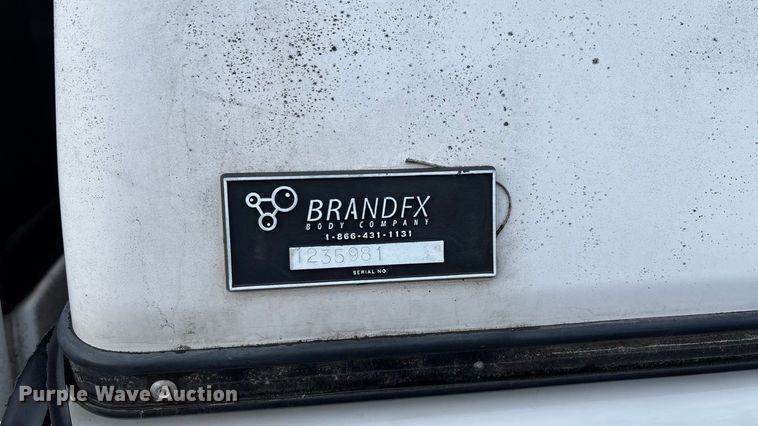 BRANDFX
BODY COMPANY
1-866-431-1131
1235981
SERIAL NO.
Purple Wave Auction